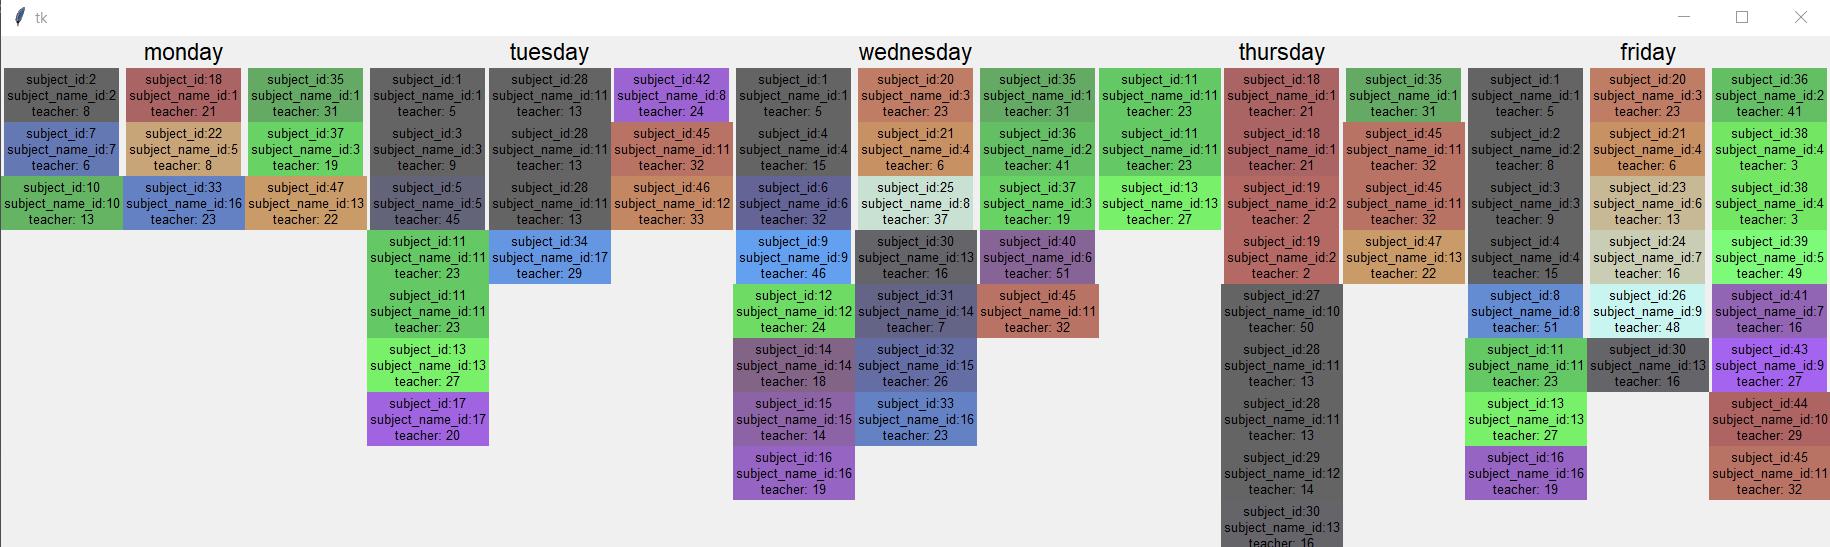 tk
monday
subject_id:2
subject_name_id:2
teacher: 8
subject_id:7
subject_name_id:7
teacher: 6
subject_id:10
subject_name_id:10
teacher: 13
subject_id:18
subject_name_id:1
teacher: 21
subject_id:22
subject_name_id:5
teacher: 8
subject_id:33
subject_name_id:16
teacher: 23
subject_id:35
subject_name_id:1
teacher: 31
subject_id:37
subject_name_id:3
teacher: 19
subject_id:47
subject_name_id:13
teacher: 22
tuesday
subject_id:1
subject_name_id:1
teacher: 5
subject_id:3
subject_name_id:3
teacher: 9
subject_id:5
subject_name_id:5
teacher: 45
subject_id:11
subject_name_id:11
teacher: 23
subject_id:11
subject_name_id:11
teacher: 23
subject_id:13
subject_name_id:13
teacher: 27
subject_id:17
subject_name_id:17
teacher: 20
subject_id:28
subject_name_id:11
teacher: 13
subject_id:28
subject_name_id:11
teacher: 13
subject_id:28
subject_name_id:11
teacher: 13
subject_id:34
subject_name_id:17
teacher: 29
subject_id:42
subject_name_id:8
teacher: 24
subject_id:45
subject_name_id:11
teacher: 32
subject_id:46
subject_name_id:12
teacher: 33
wednesday
subject_id:1
subject_name_id:1
teacher: 5
subject_id:4
subject_name_id:4
teacher: 15
subject_id:6
subject_name_id:6
teacher: 32
subject_id:9
subject_name_id:9
teacher: 46
subject_id:12
subject_name_id:12
teacher: 24
subject_id:14
subject_name_id:14
teacher: 18
subject_id:15
subject_name_id:15
teacher: 14
subject_id:16
subject_name_id:16
teacher: 19
subject_id:20
subject_name_id:3
teacher: 23
subject_id:21
subject_name_id:4
teacher: 6
subject_id:25
subject_name_id:8
teacher: 37
subject_id:30
subject_name_id:13
teacher: 16
subject_id:31
subject_name_id:14
teacher: 7
subject_id:32
subject_name_id:15
teacher: 26
subject_id:33
subject_name_id:16
teacher: 23
subject_id:35
subject_name_id:1
teacher: 31
subject_id:36
subject_name_id:2
teacher: 41
subject_id:37
subject_name_id:3
teacher: 19
subject_id:40
subject_name_id:6
teacher: 51
subject_id:45
subject_name_id:11
teacher: 32
thursday
subject_id:11
subject_name_id:11
teacher: 23
subject_id:11
subject_name_id:11
teacher: 23
subject_id:13
subject_name_id:13
teacher: 27
subject_id:18
subject_name_id:1
teacher: 21
subject_id:18
subject_name_id:1
teacher: 21
subject_id:19
subject_name_id:2
teacher: 2
subject_id:19
subject_name_id:2
teacher: 2
subject_id:27
subject_name_id:10
teacher: 50
subject_id:28
subject_name_id:11
teacher: 13
subject_id:28
subject_name_id:11
teacher: 13
subject_id:29
subject_name_id:12
teacher: 14
subject_id:30
subject_name_id:13
teacher: 16
subject_id:35
subject_name_id:1
teacher: 31
subject_id:45
subject_name_id:11
teacher: 32
subject_id:45
subject_name_id:11
teacher: 32
subject_id:47
subject_name_id:13
teacher: 22
friday
subject_id:1
subject_name_id:1
teacher: 5
subject_id:2
subject_name_id:2
teacher: 8
subject_id:3
subject_name_id:3
teacher: 9
subject_id:4
subject_name_id:4
teacher: 15
subject_id:8
subject_name_id:8
teacher: 51
subject_id:11
subject_name_id:11
teacher: 23
subject_id:13
subject_name_id:13
teacher: 27
subject_id:16
subject_name_id:16
teacher: 19
subject_id:20
subject_name_id:3
teacher: 23
subject_id:21
subject_name_id:4
teacher: 6
subject_id:23
subject_name_id:6
teacher: 13
subject_id:24
subject_name_id:7
teacher: 16
subject_id:26
subject_name_id:9
teacher: 48
subject_id:30
subject_name_id:13
teacher: 16
subject_id:36
subject_name_id:2
teacher: 41
subject_id:38
subject_name_id:4
teacher: 3
subject_id:38
subject_name_id:4
teacher: 3
subject_id:39
subject_name_id:5
teacher: 49
subject_id:41
subject_name_id:7
teacher: 16
subject_id:43
subject_name_id:9
teacher: 27
subject_id:44
subject_name_id:10
teacher: 29
subject_id:45
subject_name_id:11
teacher: 32